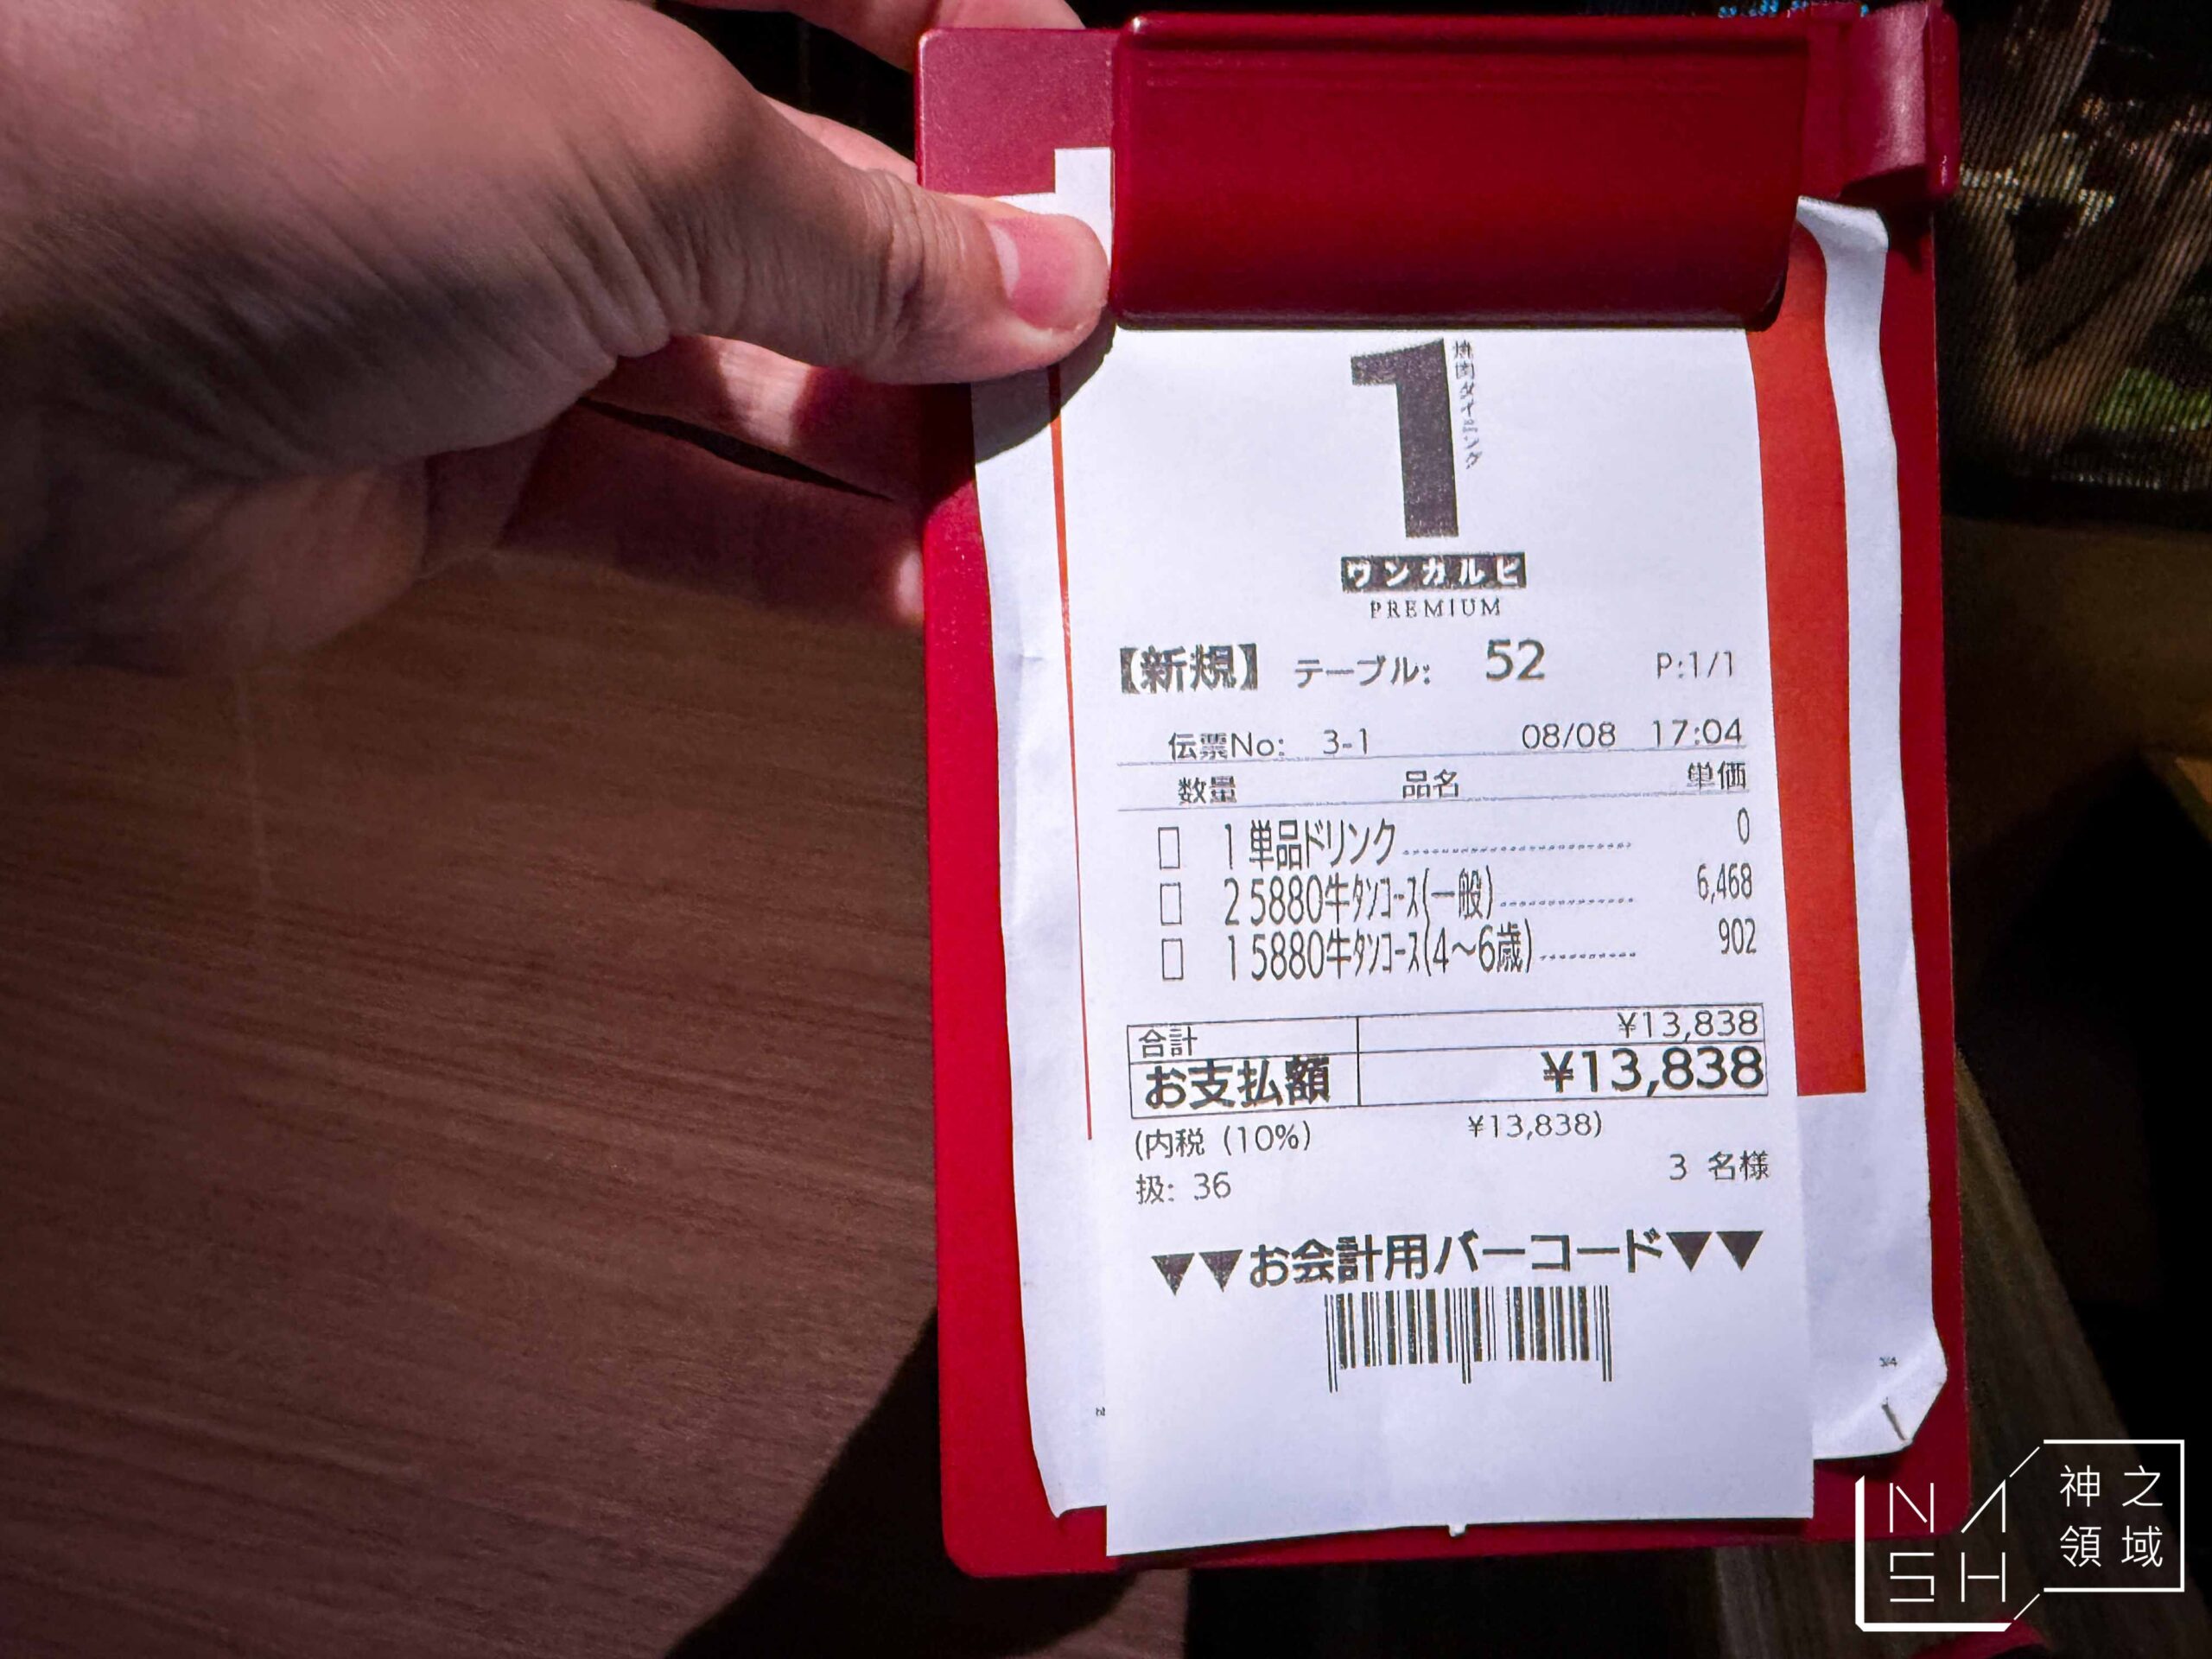 1
焼肉ダイニング
ワンカルビ
PREMIUM
【新規】 テーブル: 52 P:1/1
伝票No: 3-1 08/08 17:04
数量 品名 単価
□ 1 単品ドリンク 0
□ 2 5880牛ﾀﾝｺｰｽ(一般) 6,468
□ 1 5880牛ﾀﾝｺｰｽ(4～6歳) 902
合計 ¥13,838
お支払額 ¥13,838
(内税 (10%) ¥13,838)
扱: 36 3 名様
▼▼お会計用バーコード▼▼
NASH
神之
領域